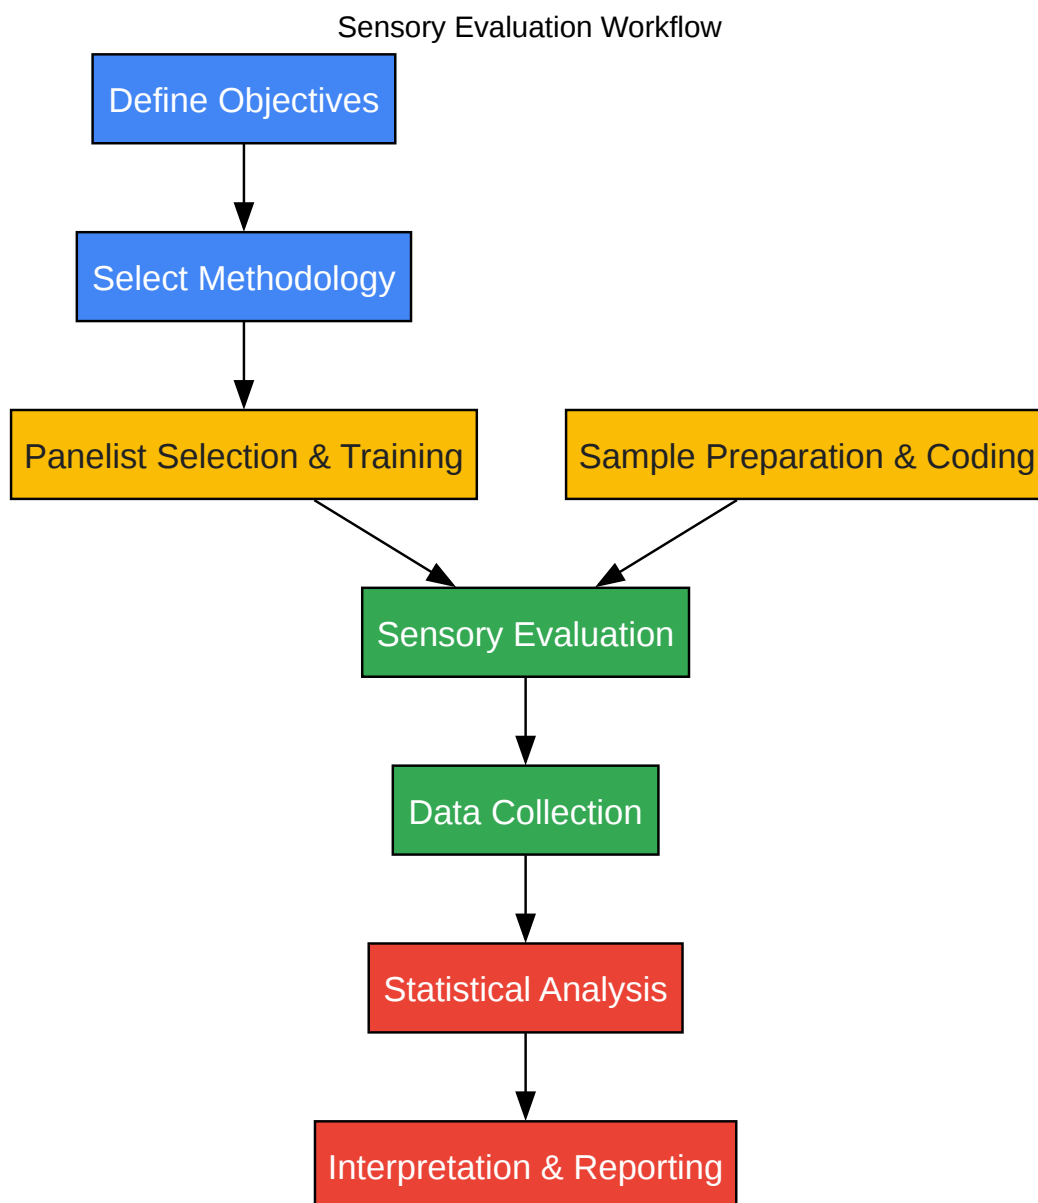 Sensory Evaluation Workflow
Define Objectives
Select Methodology
Panelist Selection & Training
Sample Preparation & Coding
Sensory Evaluation
Data Collection
Statistical Analysis
Interpretation & Reporting